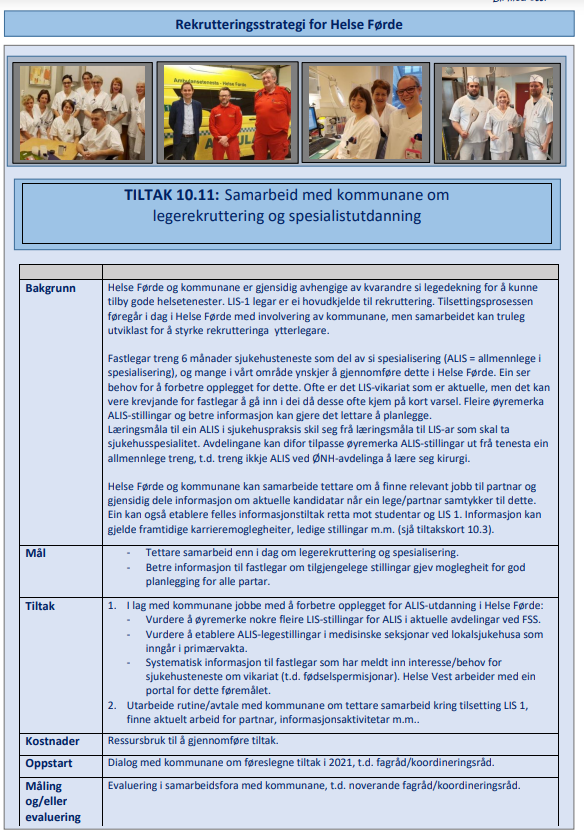 Rekrutteringsstrategi for Helse Førde
TILTAK 10.11: Samarbeid med kommunane om
legerekruttering og spesialistutdanning
Bakgrunn
Helse Førde og kommunane er gjensidig avhengige av kvarandre si legedekning for å kunne
tilby gode helsetenester. LIS-1 legar er ei hovudkjelde til rekruttering. Tilsettingsprosessen
føregår i dag i Helse Førde med involvering av kommunane, men samarbeidet kan truleg
utviklast for å styrke rekrutteringa ytterlegare.
Fastlegar treng 6 månader sjukehusteneste som del av si spesialisering (ALIS = allmennlege i
spesialisering), og mange i vårt område ynskjer å gjennomføre dette i Helse Førde. Ein ser
behov for å forbetre opplegget for dette. Ofte er det LIS-vikariat som er aktuelle, men det kan
vere krevjande for fastlegar å gå inn i dei då desse ofte kjem på kort varsel. Fleire øyremerka
ALIS-stillingar og betre informasjon kan gjere det lettare å planlegge.
Læringsmåla til ein ALIS i sjukehuspraksis skil seg frå læringsmåla til LIS-ar som skal ta
sjukehusspesialitet. Avdelingane kan difor tilpasse øyremerka ALIS-stillingar ut frå tenesta ein
allmennlege treng, t.d. treng ikkje ALIS ved ØNH-avdelinga å lære seg kirurgi.
Helse Førde og kommunane kan samarbeide tettare om å finne relevant jobb til partnar og
gjensidig dele informasjon om aktuelle kandidatar når ein lege/partnar samtykker til dette.
Ein kan også etablere felles informasjonstiltak retta mot studentar og LIS 1. Informasjon kan
gjelde framtidige karrieremoglegheiter, ledige stillingar m.m. (sjå tiltakskort 10.3).
Mål
- Tettare samarbeid enn i dag om legerekruttering og spesialisering.
- Betre informasjon til fastlegar om tilgjengelege stillingar gjev moglegheit for god
planlegging for alle partar.
Tiltak
1. I lag med kommunane jobbe med å forbetre opplegget for ALIS-utdanning i Helse Førde:
- Vurdere å øyremerke nokre fleire LIS-stillingar for ALIS i aktuelle avdelingar ved FSS.
- Vurdere å etablere ALIS-legestillingar i medisinske seksjonar ved lokalsjukehusa som
inngår i primærvakta.
- Systematisk informasjon til fastlegar som har meldt inn interesse/behov for
sjukehusteneste om vikariat (t.d. fødselspermisjonar). Helse Vest arbeider med ein
portal for dette føremålet.
2. Utarbeide rutine/avtale med kommunane om tettare samarbeid kring tilsetting LIS 1,
finne aktuelt arbeid for partnar, informasjonsaktivitetar m.m..
Kostnader
Ressursbruk til å gjennomføre tiltak.
Oppstart
Dialog med kommunane om føreslegne tiltak i 2021, t.d. fagråd/koordineringsråd.
Måling
og/eller
evaluering
Evaluering i samarbeidsfora med kommunane, t.d. noverande fagråd/koordineringsråd.